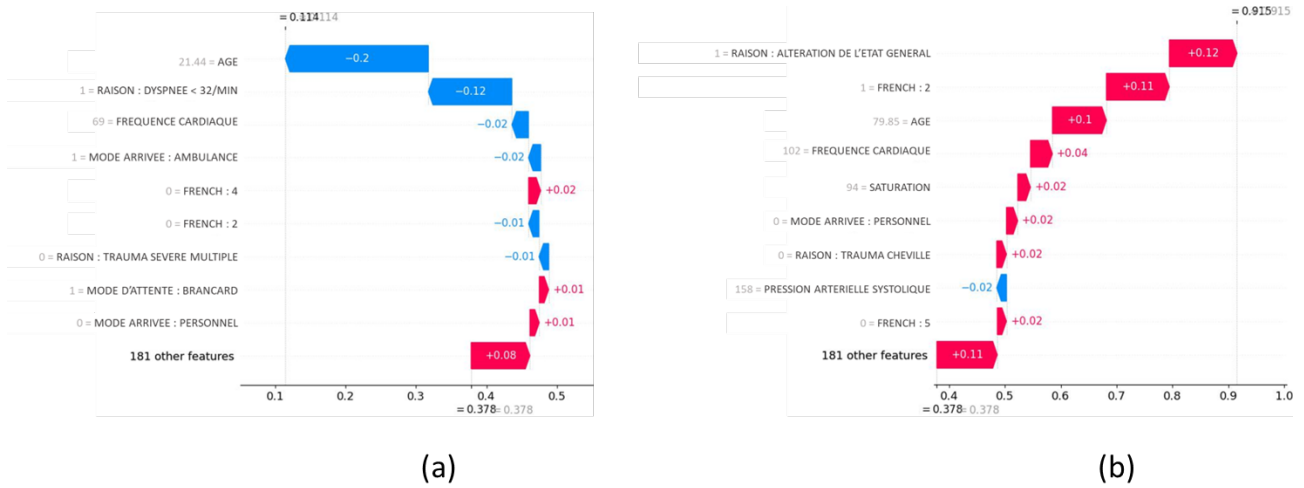 = 0.114
21.44 = AGE
−0.2
1 = RAISON : DYSPNEE < 32/MIN
−0.12
69 = FREQUENCE CARDIAQUE
−0.02
1 = MODE ARRIVEE : AMBULANCE
−0.02
0 = FRENCH : 4
+0.02
0 = FRENCH : 2
−0.01
0 = RAISON : TRAUMA SEVERE MULTIPLE
−0.01
1 = MODE D'ATTENTE : BRANCARD
+0.01
0 = MODE ARRIVEE : PERSONNEL
+0.01
181 other features
+0.08
0.1 0.2 0.3 0.4 0.5
= 0.378 = 0.378
(a)
= 0.915
1 = RAISON : ALTERATION DE L'ETAT GENERAL
+0.12
1 = FRENCH : 2
+0.11
79.85 = AGE
+0.1
102 = FREQUENCE CARDIAQUE
+0.04
94 = SATURATION
+0.02
0 = MODE ARRIVEE : PERSONNEL
+0.02
0 = RAISON : TRAUMA CHEVILLE
+0.02
158 = PRESSION ARTERIELLE SYSTOLIQUE
−0.02
0 = FRENCH : 5
+0.02
181 other features
+0.11
0.4 0.5 0.6 0.7 0.8 0.9 1.0
= 0.378 = 0.378
(b)